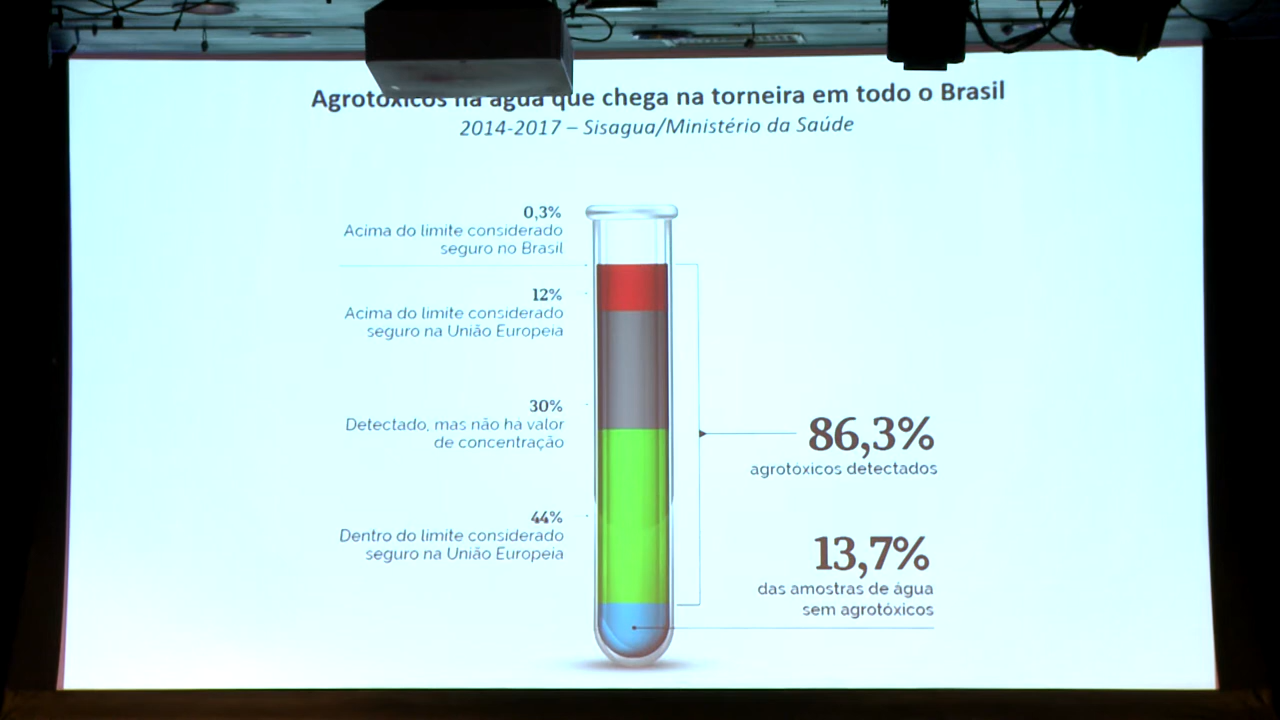 Agrotóxicos na água que chega na torneira em todo o Brasil
2014-2017 – Sisagua/Ministério da Saúde
0,3%
Acima do limite considerado
seguro no Brasil
12%
Acima do limite considerado
seguro na União Europeia
30%
Detectado, mas não ha valor
de concentração
44%
Dentro do limite considerado
seguro na União Europeia
86,3%
agrotóxicos detectados
13,7%
das amostras de água
sem agrotóxicos